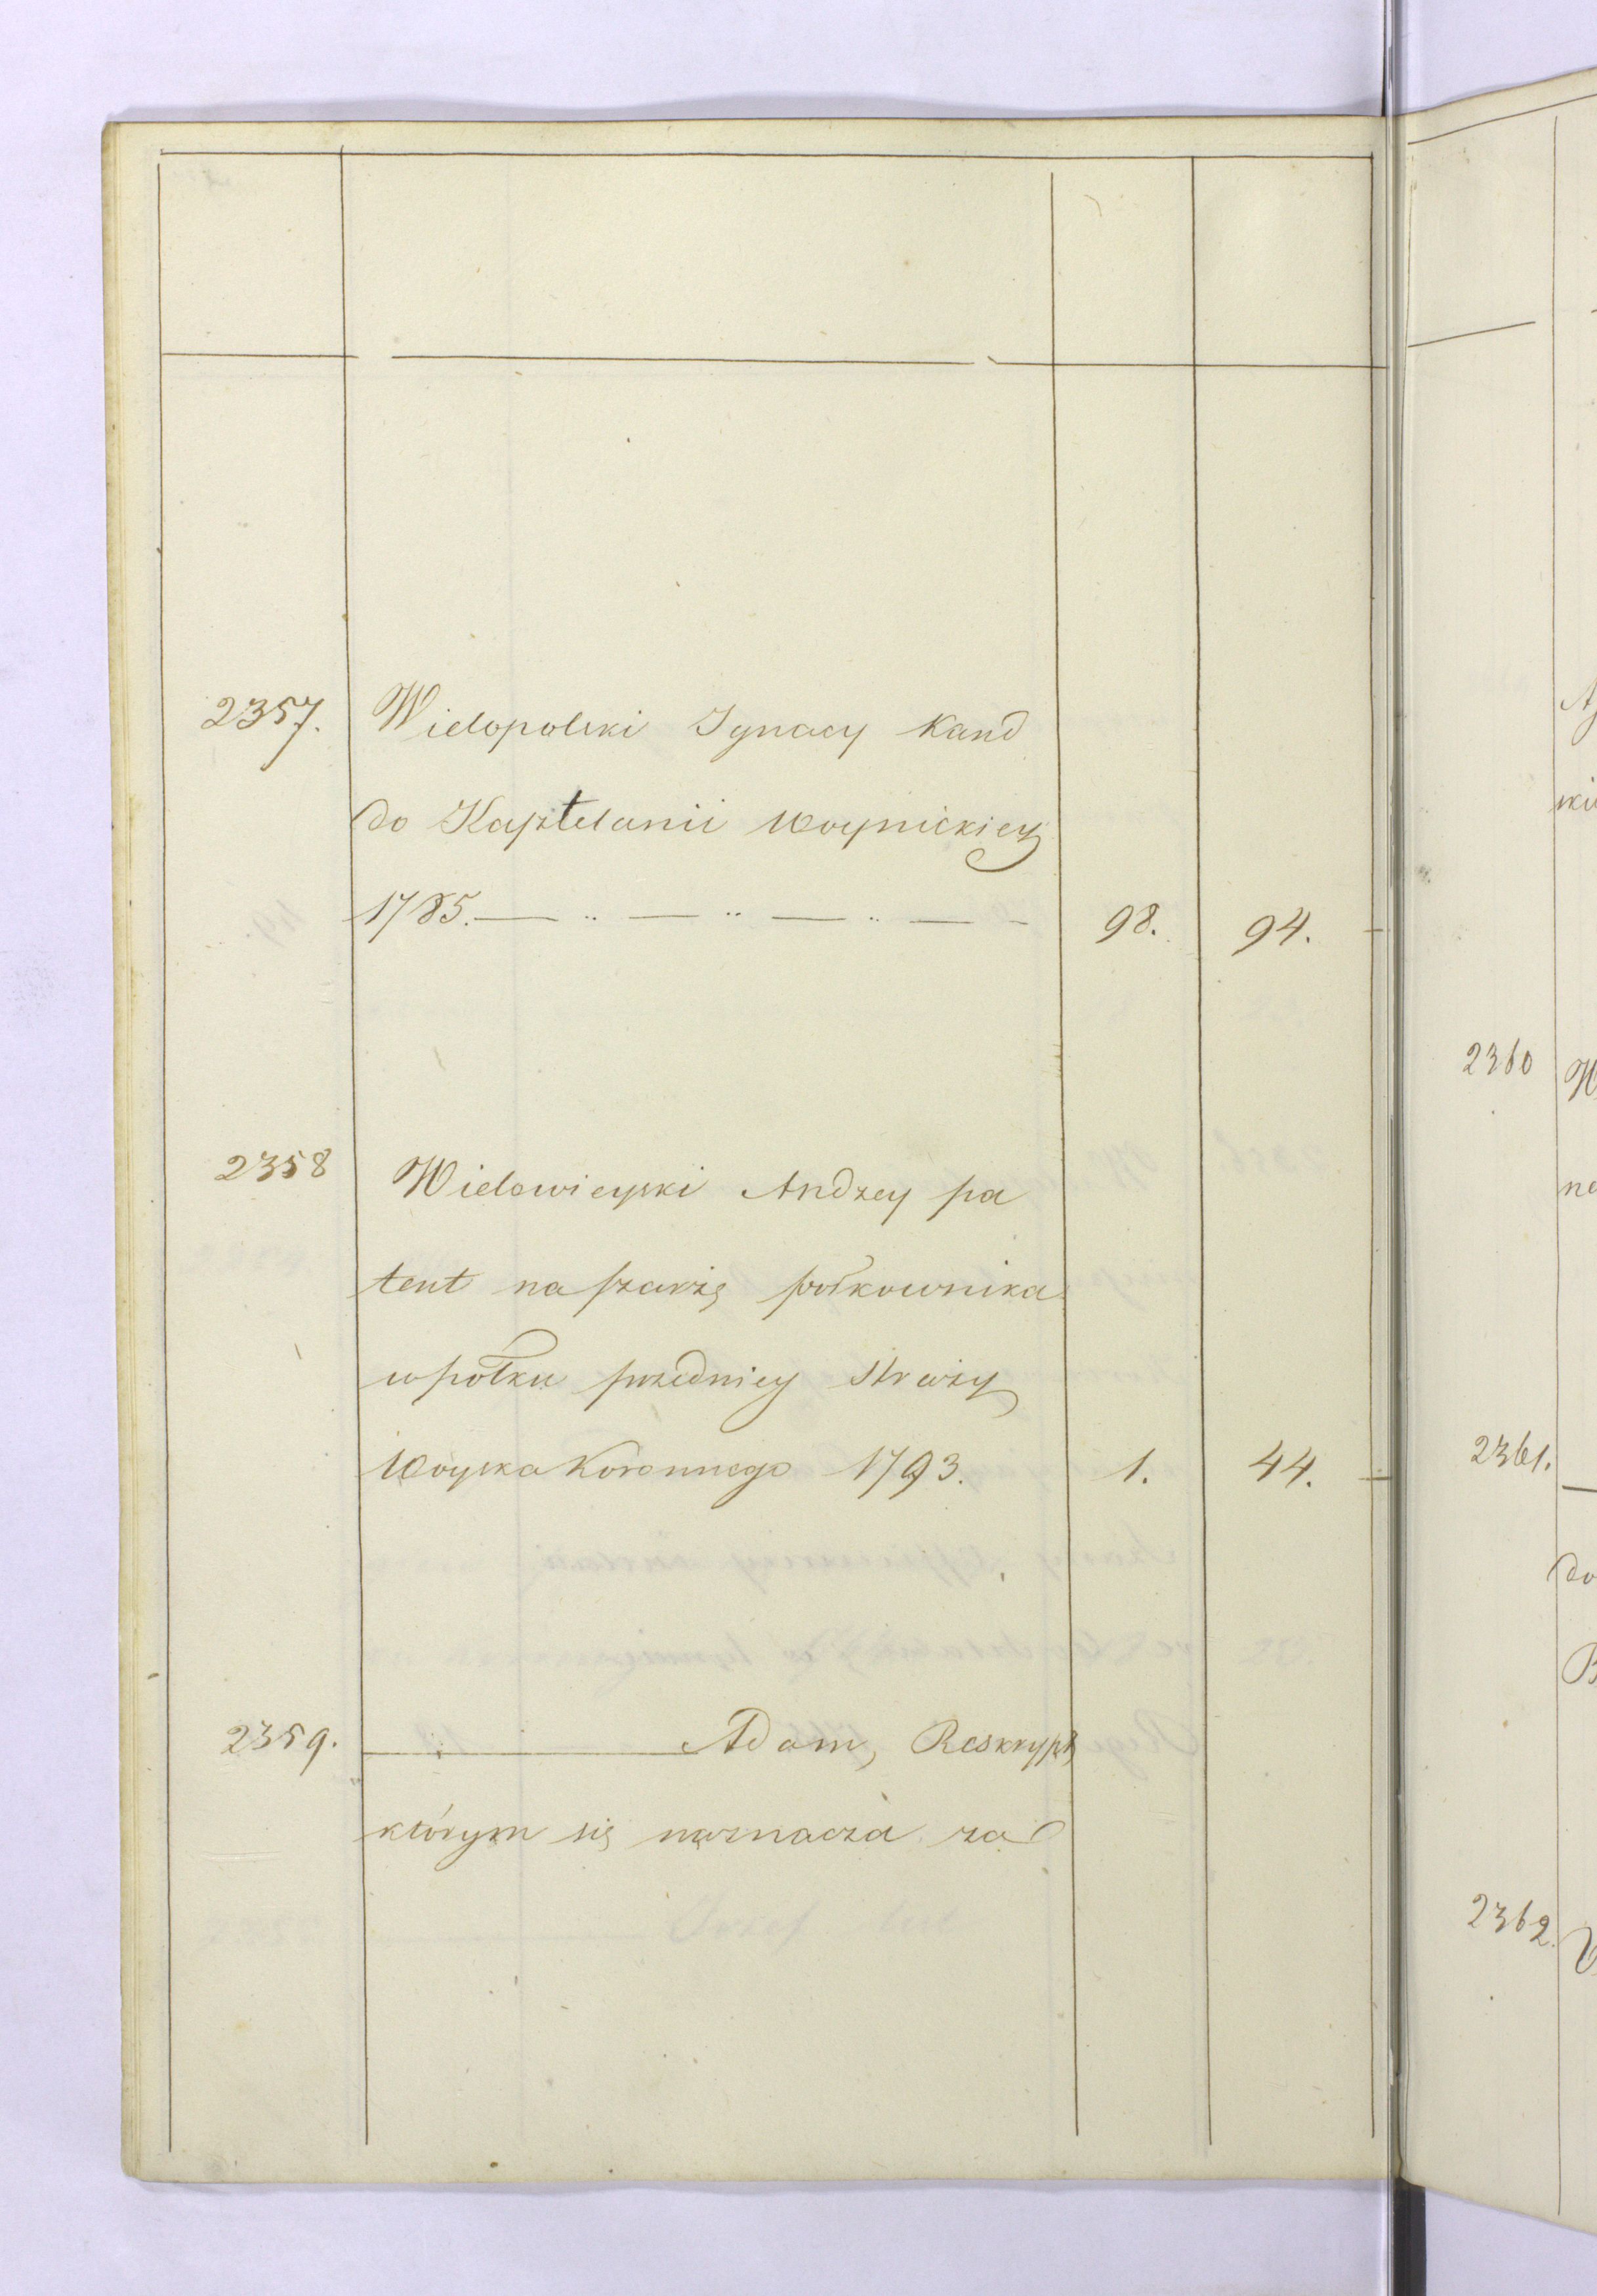 2357. Wielopolski Ignacy Kand
do Kasztelanii woynickiey
1785. — .. — .. — .. — – 98. 94.
2358 Wielowieyski Andrzey pa
tent na szarżę półkownika
w półku przedniey straży
woyska Koronnego 1793. 1. 44.
2359. —— : —— Adam, Reskrypt
którym się naznacza za
2360
2361.
do
2362.